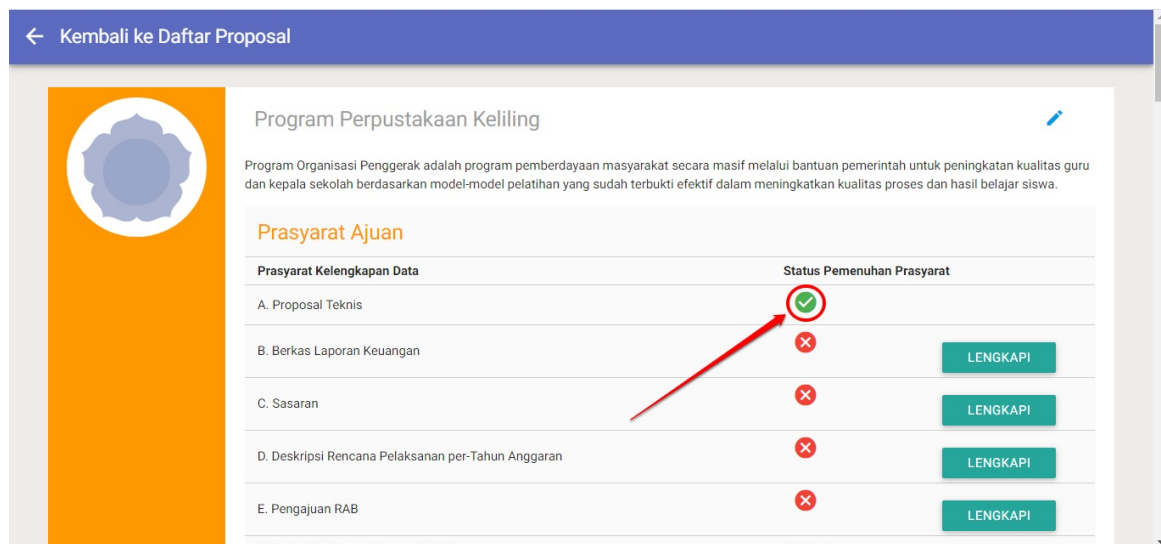 Kembali ke Daftar Proposal
Program Perpustakaan Keliling
Program Organisasi Penggerak adalah program pemberdayaan masyarakat secara masif melalui bantuan pemerintah untuk peningkatan kualitas guru
dan kepala sekolah berdasarkan model-model pelatihan yang sudah terbukti efektif dalam meningkatkan kualitas proses dan hasil belajar siswa.
Prasyarat Ajuan
Prasyarat Kelengkapan Data Status Pemenuhan Prasyarat
A. Proposal Teknis
B. Berkas Laporan Keuangan LENGKAPI
C. Sasaran LENGKAPI
D. Deskripsi Rencana Pelaksanan per-Tahun Anggaran LENGKAPI
E. Pengajuan RAB LENGKAPI